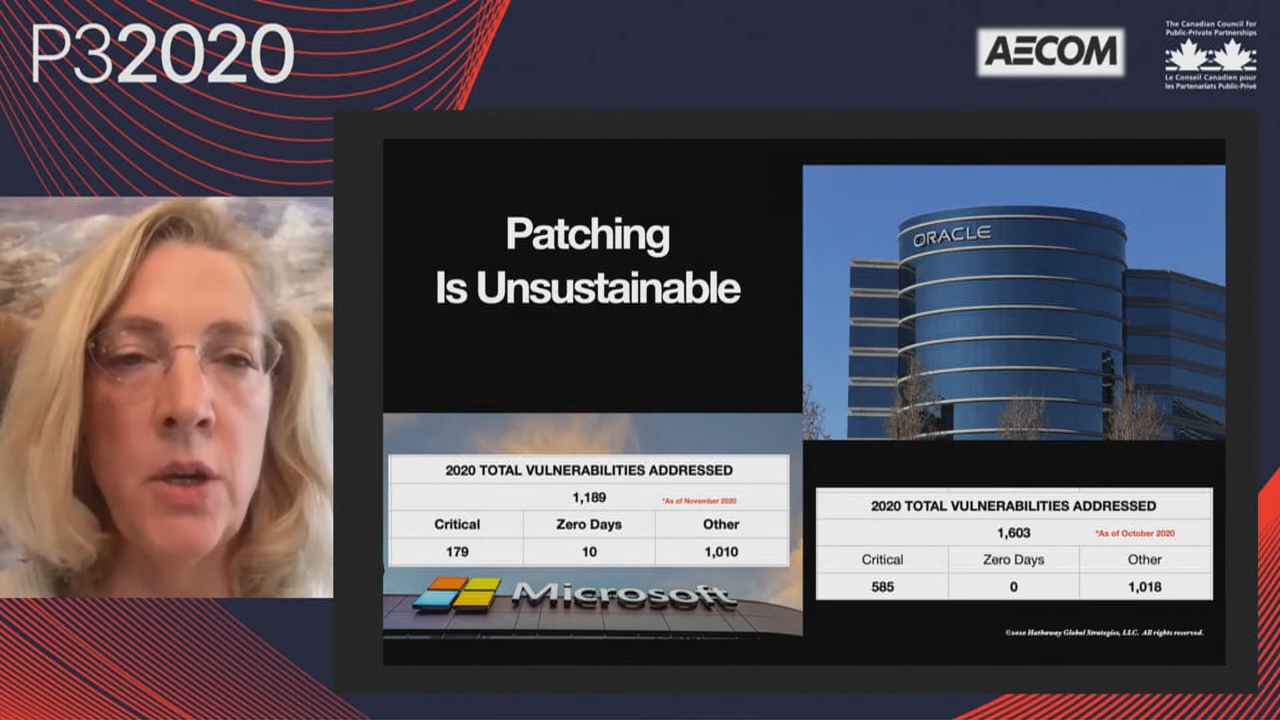 P32020
AECOM
The Canadian Council for
Public-Private Partnerships
Le Conseil Canadien pour
les Partenariats Public-Privé
Patching
Is Unsustainable
ORACLE
2020 TOTAL VULNERABILITIES ADDRESSED
1,189 *As of November 2020
Critical Zero Days Other
179 10 1,010
Microsoft
2020 TOTAL VULNERABILITIES ADDRESSED
1,603 *As of October 2020
Critical Zero Days Other
585 0 1,018
©2020 Hathaway Global Strategies, LLC. All rights reserved.